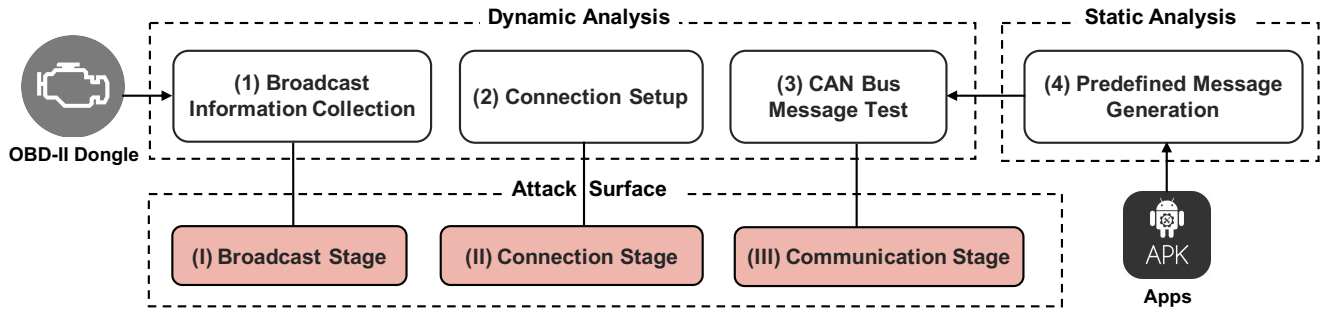 Dynamic Analysis
Static Analysis
(1) Broadcast
Information Collection
(2) Connection Setup
(3) CAN Bus
Message Test
(4) Predefined Message
Generation
OBD-II Dongle
Attack Surface
(I) Broadcast Stage
(II) Connection Stage
(III) Communication Stage
APK
Apps